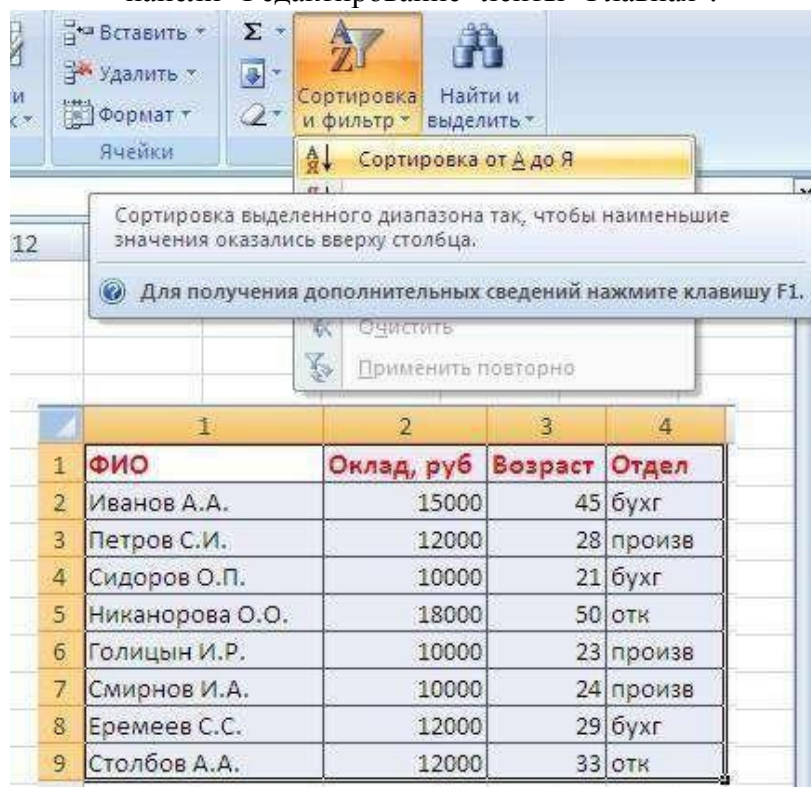 панели "Редактирование" ленты "Главная".
Вставить
Удалить
Формат
Ячейки
и
Σ
Сортировка и фильтр
Найти и выделить
Сортировка от А до Я
Сортировка выделенного диапазона так, чтобы наименьшие
значения оказались вверху столбца.
Для получения дополнительных сведений нажмите клавишу F1.
12
Очистить
Применить повторно
1 2 3 4
1 ФИО Оклад, руб Возраст Отдел
2 Иванов А.А. 15000 45 бухг
3 Петров С.И. 12000 28 произв
4 Сидоров О.П. 10000 21 бухг
5 Никанорова О.О. 18000 50 отк
6 Голицын И.Р. 10000 23 произв
7 Смирнов И.А. 10000 24 произв
8 Еремеев С.С. 12000 29 бухг
9 Столбов А.А. 12000 33 отк